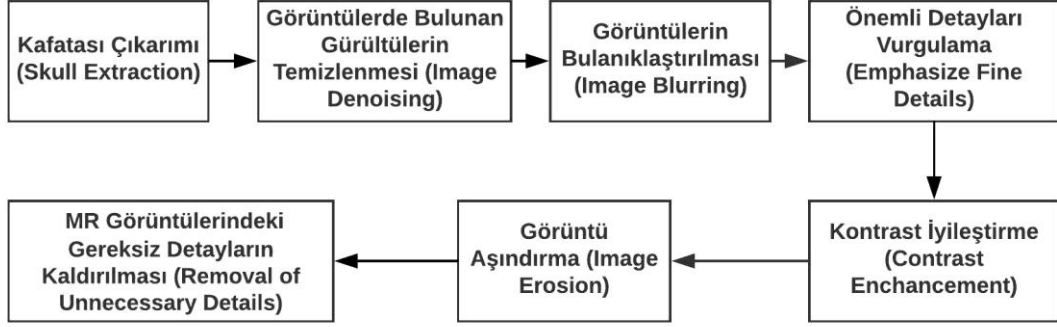 Kafatası Çıkarımı
(Skull Extraction)
Görüntülerde Bulunan
Gürültülerin
Temizlenmesi (Image
Denoising)
Görüntülerin
Bulanıklaştırılması
(Image Blurring)
Önemli Detayları
Vurgulama
(Emphasize Fine
Details)
Kontrast İyileştirme
(Contrast
Enchancement)
Görüntü
Aşındırma (Image
Erosion)
MR Görüntülerindeki
Gereksiz Detayların
Kaldırılması (Removal of
Unnecessary Details)